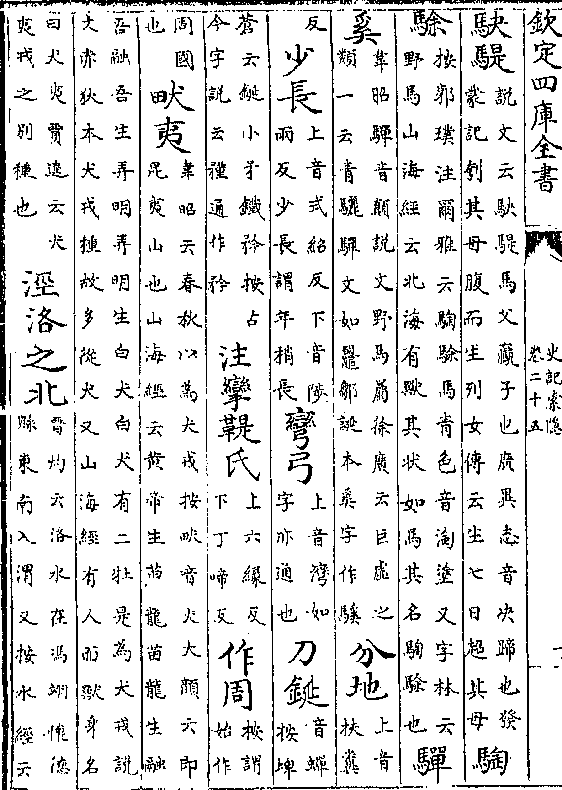 欽定四庫全書
史記索隱
卷二十五
駃騠說文云駃騠馬父驘子也廣異志音決蹄也發
蒙記刳其母腹而生列女傳云生七日超其母騊
駼按郭璞注爾雅云騊駼馬青色音淘塗又字林云
野馬山海經云北海有獸其狀如馬其名騊駼也驒
奚韋昭驒音顛說文野馬屬徐廣云巨虛之
類一云青驪驒文如鼉鄒誕本奚字作騱分地上音扶糞
反少長上音式紹反下音陟
兩反少長謂年稍長彎弓上音彎如
字亦通也刀鋋音蟬按埤
蒼云鋋小矛鐵矜按占
今字說云穜通作矜注攣鞮氏上六緣反
下丁啼反作周按謂始作
周國也畎夷韋昭云春秋以為犬戎按畎音犬大顏云即
昆夷山也山海經云黃帝生苗龍苗龍生融
吾融吾生弄明弄明生白犬白犬有二牡是為犬戎說
文赤狄本犬戎種故多從犬又山海經有人面獸身名
曰犬夷賈逵云犬
夷戎之別種也涇洛之北晉灼云洛水在馮翊懷德
縣東南入渭又按水經云